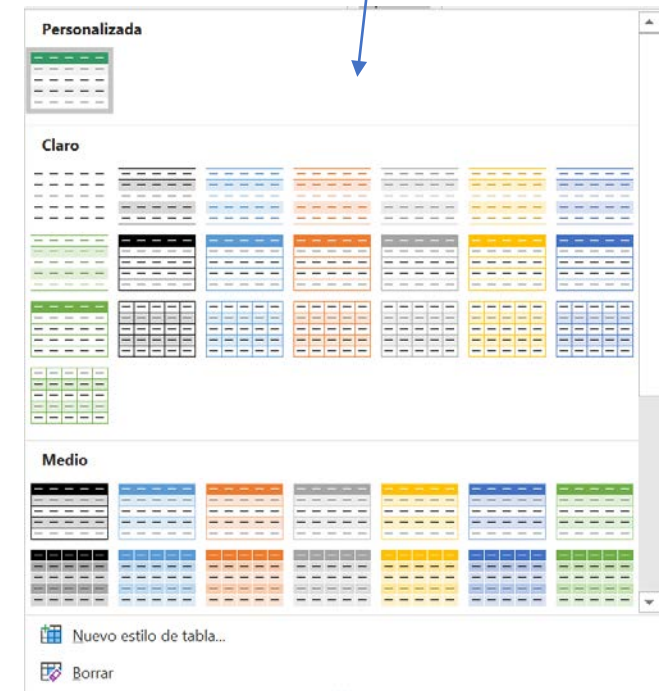 Personalizada
Claro
Medio
Nuevo estilo de tabla...
Borrar